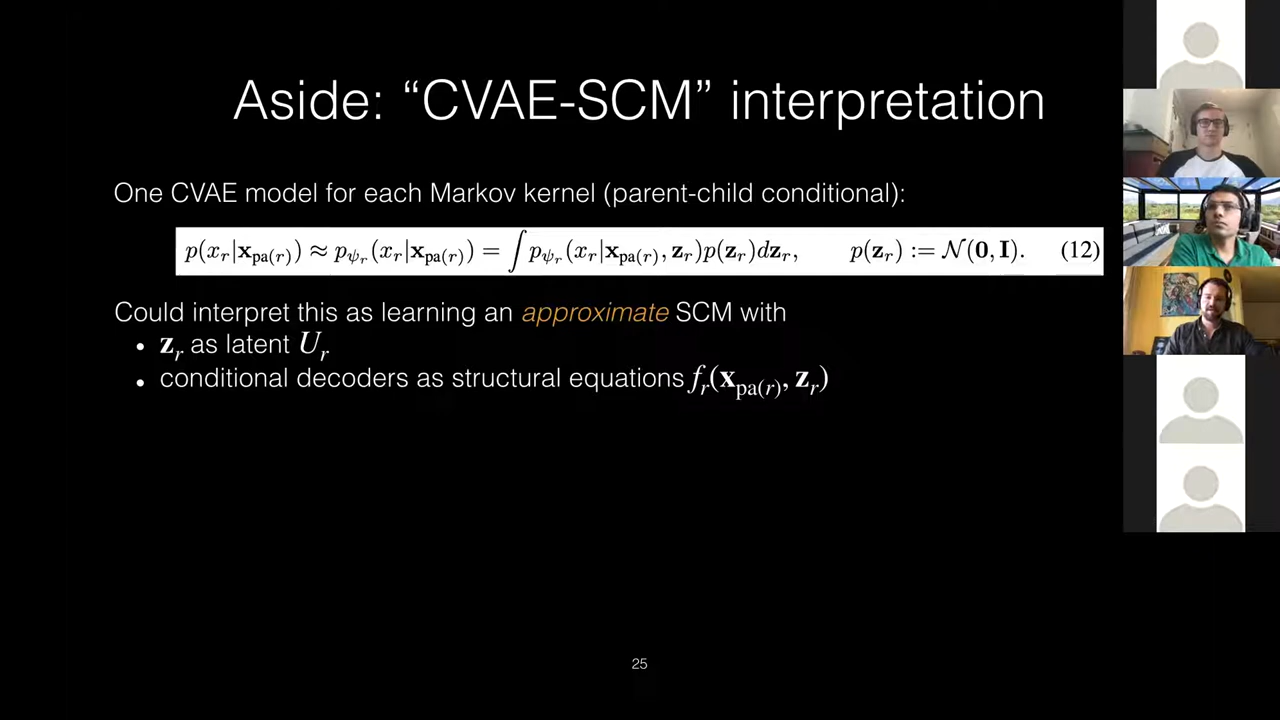 Aside: “CVAE-SCM” interpretation
One CVAE model for each Markov kernel (parent-child conditional):
p(x_r|𝐱_pa(r)) ≈ p_ψ_r(x_r|𝐱_pa(r)) = ∫ p_ψ_r(x_r|𝐱_pa(r), 𝐳_r)p(𝐳_r)d𝐳_r, p(𝐳_r) := 𝒩(𝟎, 𝐈). (12)
Could interpret this as learning an approximate SCM with
• 𝐳_r as latent U_r
• conditional decoders as structural equations f_r(𝐱_pa(r), 𝐳_r)
25